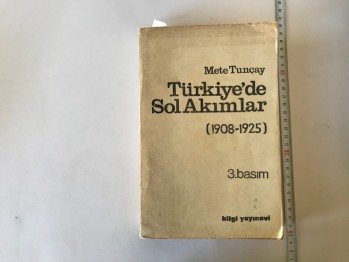 Mete Tunçay
Türkiye'de
Sol Akımlar
(1908-1925)
3.basım
bilgi yayınevi